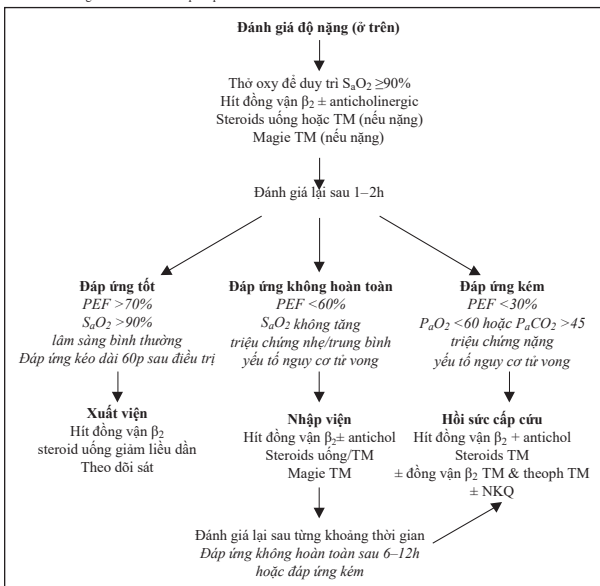 Đánh giá độ nặng (ở trên)
Thở oxy để duy trì SaO2 ≥90%
Hít đồng vận β2 ± anticholinergic
Steroids uống hoặc TM (nếu nặng)
Magie TM (nếu nặng)
Đánh giá lại sau 1–2h
Đáp ứng tốt
PEF >70%
SaO2 >90%
lâm sàng bình thường
Đáp ứng kéo dài 60p sau điều trị
Xuất viện
Hít đồng vận β2
steroid uống giảm liều dần
Theo dõi sát
Đáp ứng không hoàn toàn
PEF <60%
SaO2 không tăng
triệu chứng nhẹ/trung bình
yếu tố nguy cơ tử vong
Nhập viện
Hít đồng vận β2± antichol
Steroids uống/TM
Magie TM
Đáp ứng kém
PEF <30%
PaO2 <60 hoặc PaCO2 >45
triệu chứng nặng
yếu tố nguy cơ tử vong
Hồi sức cấp cứu
Hít đồng vận β2 + antichol
Steroids TM
± đồng vận β2 TM & theoph TM
± NKQ
Đánh giá lại sau từng khoảng thời gian
Đáp ứng không hoàn toàn sau 6–12h
hoặc đáp ứng kém